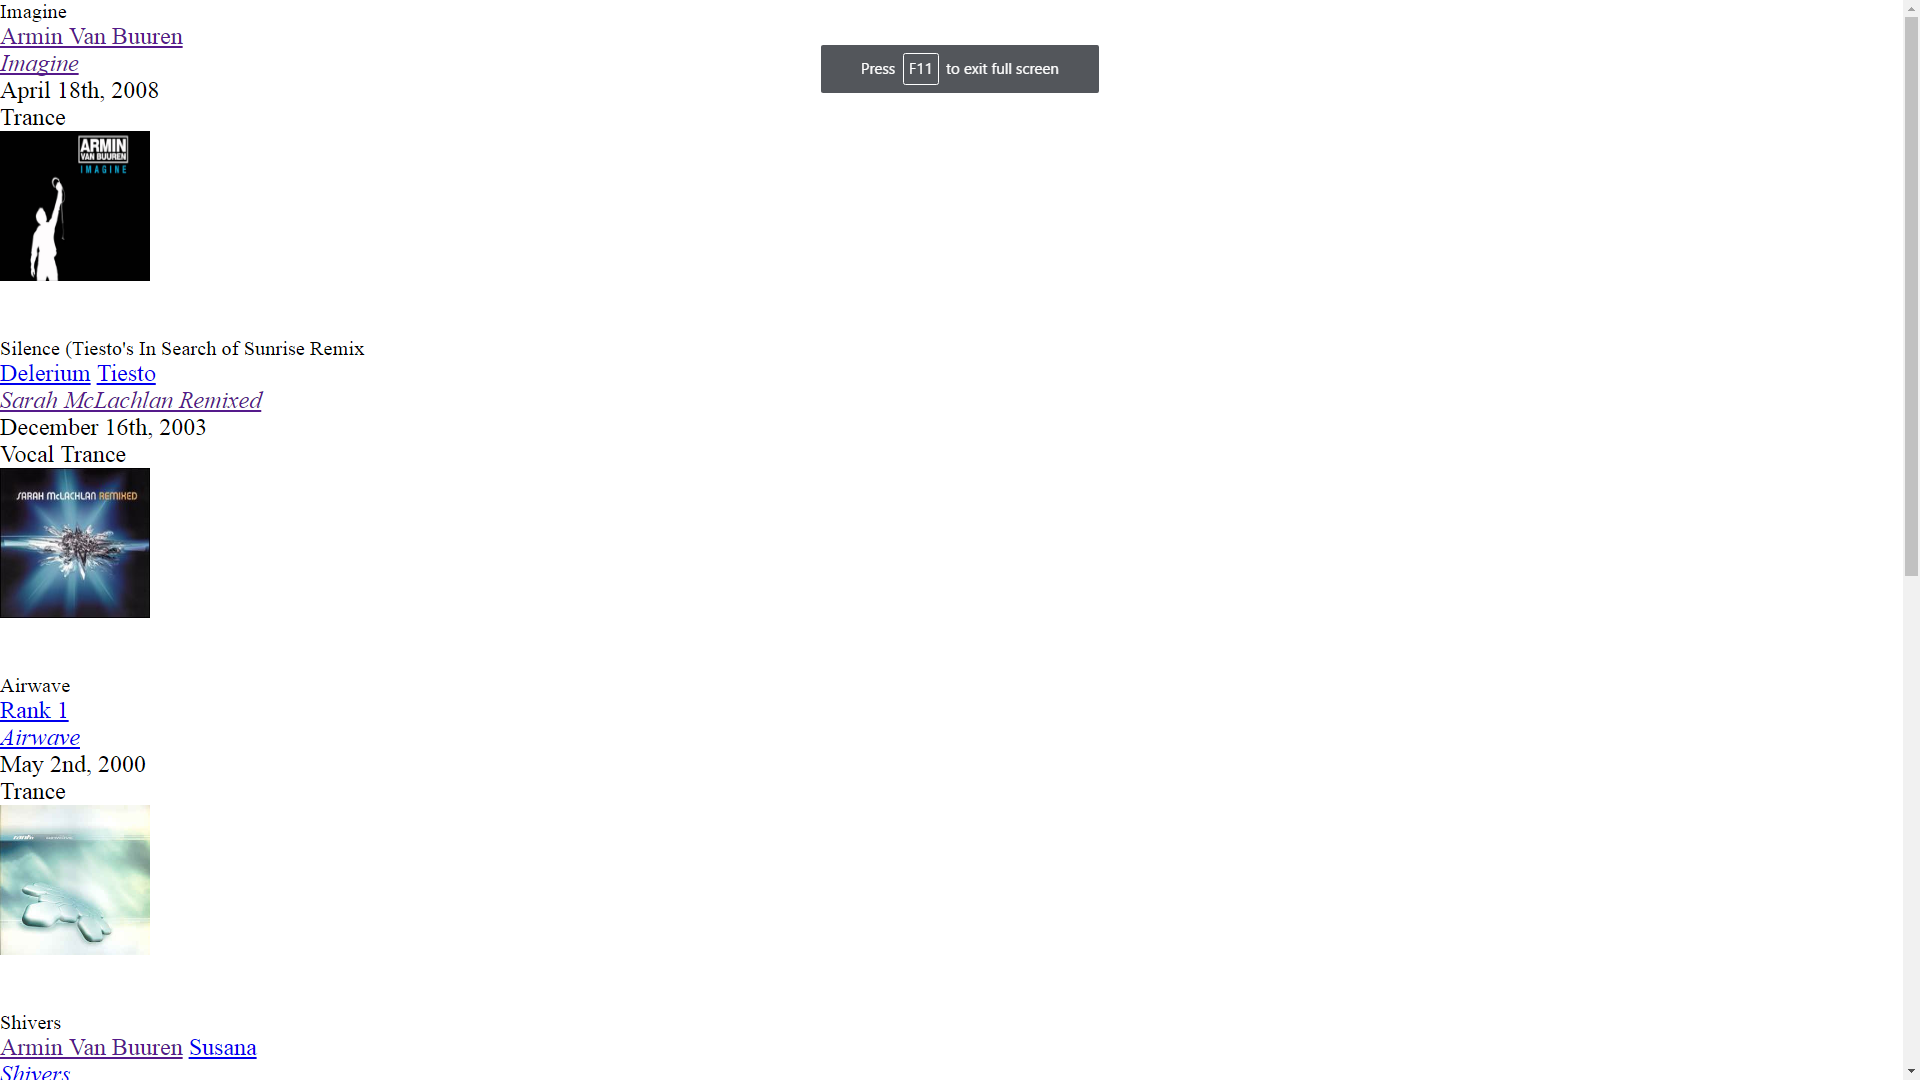 Imagine
Armin Van Buuren
Imagine
April 18th, 2008
Trance
ARMIN
VAN BUUREN
IMAGINE
Press F11 to exit full screen
Silence (Tiesto's In Search of Sunrise Remix
Delerium Tiesto
Sarah McLachlan Remixed
December 16th, 2003
Vocal Trance
SARAH McLACHLAN REMIXED
Airwave
Rank 1
Airwave
May 2nd, 2000
Trance
Shivers
Armin Van Buuren Susana
Shivers